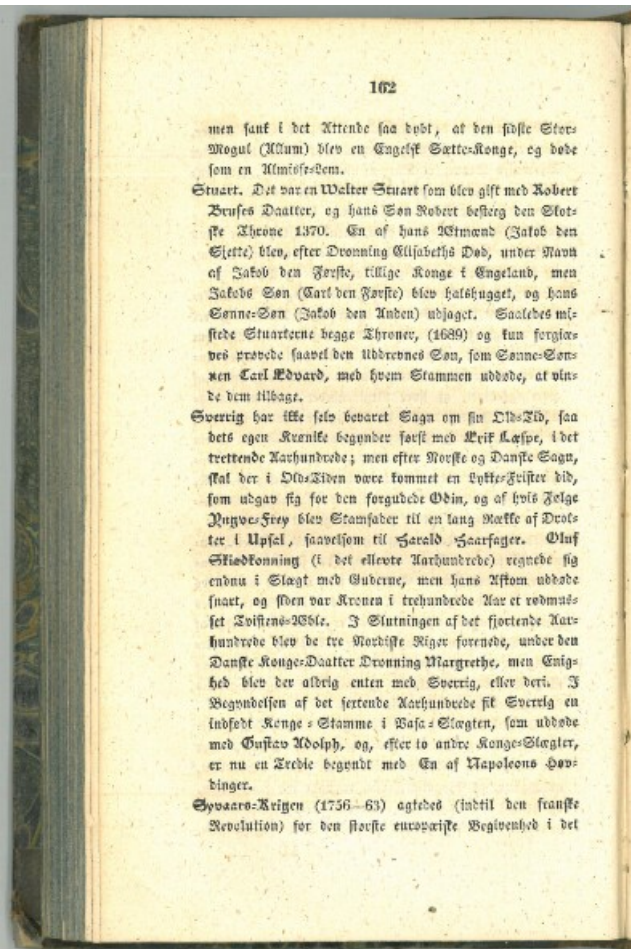 162
men sank i det Attende saa dybt, at den sidste Stor-
Mogul (Allum) blev en Engelsk Sætte-Konge, og døde
som en Almisse-Lem.
Stuart. Det var en Walter Stuart som blev gift med Robert
Bruses Daatter, og hans Søn Robert besteeg den Skot-
ske Throne 1370. En af hans Ætmænd (Jakob den
Sjette) blev, efter Dronning Elisabeths Død, under Navn
af Jakob den Første, tillige Konge i Engeland, men
Jakobs Søn (Carl den Første) blev halshugget, og hans
Sønne-Søn (Jakob den Anden) udjaget. Saaledes mi-
stede Stuarterne begge Throner, (1689) og kun forgiæ-
ves prøvede saavel den Uddrevnes Søn, som Sønne-Søn-
nen Carl Edvard, med hvem Stammen uddøde, at vin-
de dem tilbage.
Sverrig har ikke selv bevaret Sagn om sin Old-Tid, saa
dets egen Krønike begynder først med Erik Læspe, i det
trettende Aarhundrede; men efter Norske og Danske Sagn,
skal der i Old-Tiden være kommet en Lykke-Frister did,
som udgav sig for den forgudede Odin, og af hvis Følge
Yngve-Frey blev Stamfader til en lang Række af Drot-
ter i Upsal, saavelsom til Harald Haarfager. Oluf
Skiødkonning (i det ellevte Aarhundrede) regnede sig
endnu i Slægt med Guderne, men hans Afkom uddøde
snart, og siden var Kronen i trehundrede Aar et rødmus-
set Tvistens-Æble. I Slutningen af det fjortende Aar-
hundrede blev de tre Nordiske Riger forenede, under den
Danske Konge-Daatter Dronning Margrethe, men Enig-
hed blev der aldrig enten med Sverrig, eller deri. I
Begyndelsen af det sextende Aarhundrede fik Sverrig en
indfødt Konge-Stamme i Vasa-Slægten, som uddøde
med Gustav Adolph, og, efter to andre Konge-Slægter,
er nu en Tredie begyndt med En af Napoleons Høv-
dinger.
Syvaars-Krigen (1756-63) agtedes (indtil den franske
Revolution) for den største europæiske Begivenhed i det